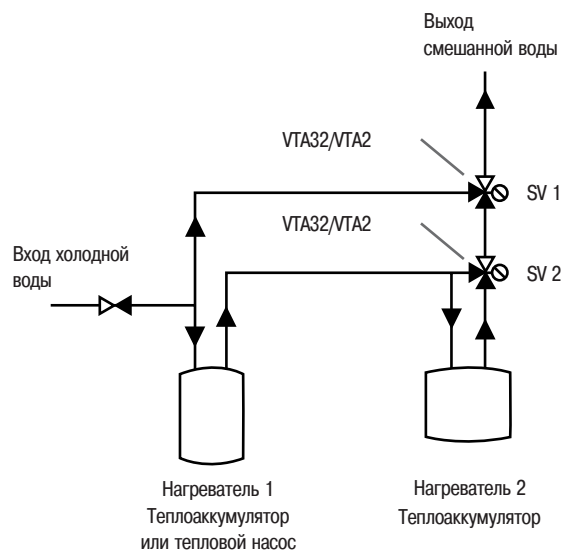 Выход
смешанной воды
VTA32/VTA2
SV 1
VTA32/VTA2
Вход холодной
воды
SV 2
Нагреватель 1
Теплоаккумулятор
или тепловой насос
Нагреватель 2
Теплоаккумулятор